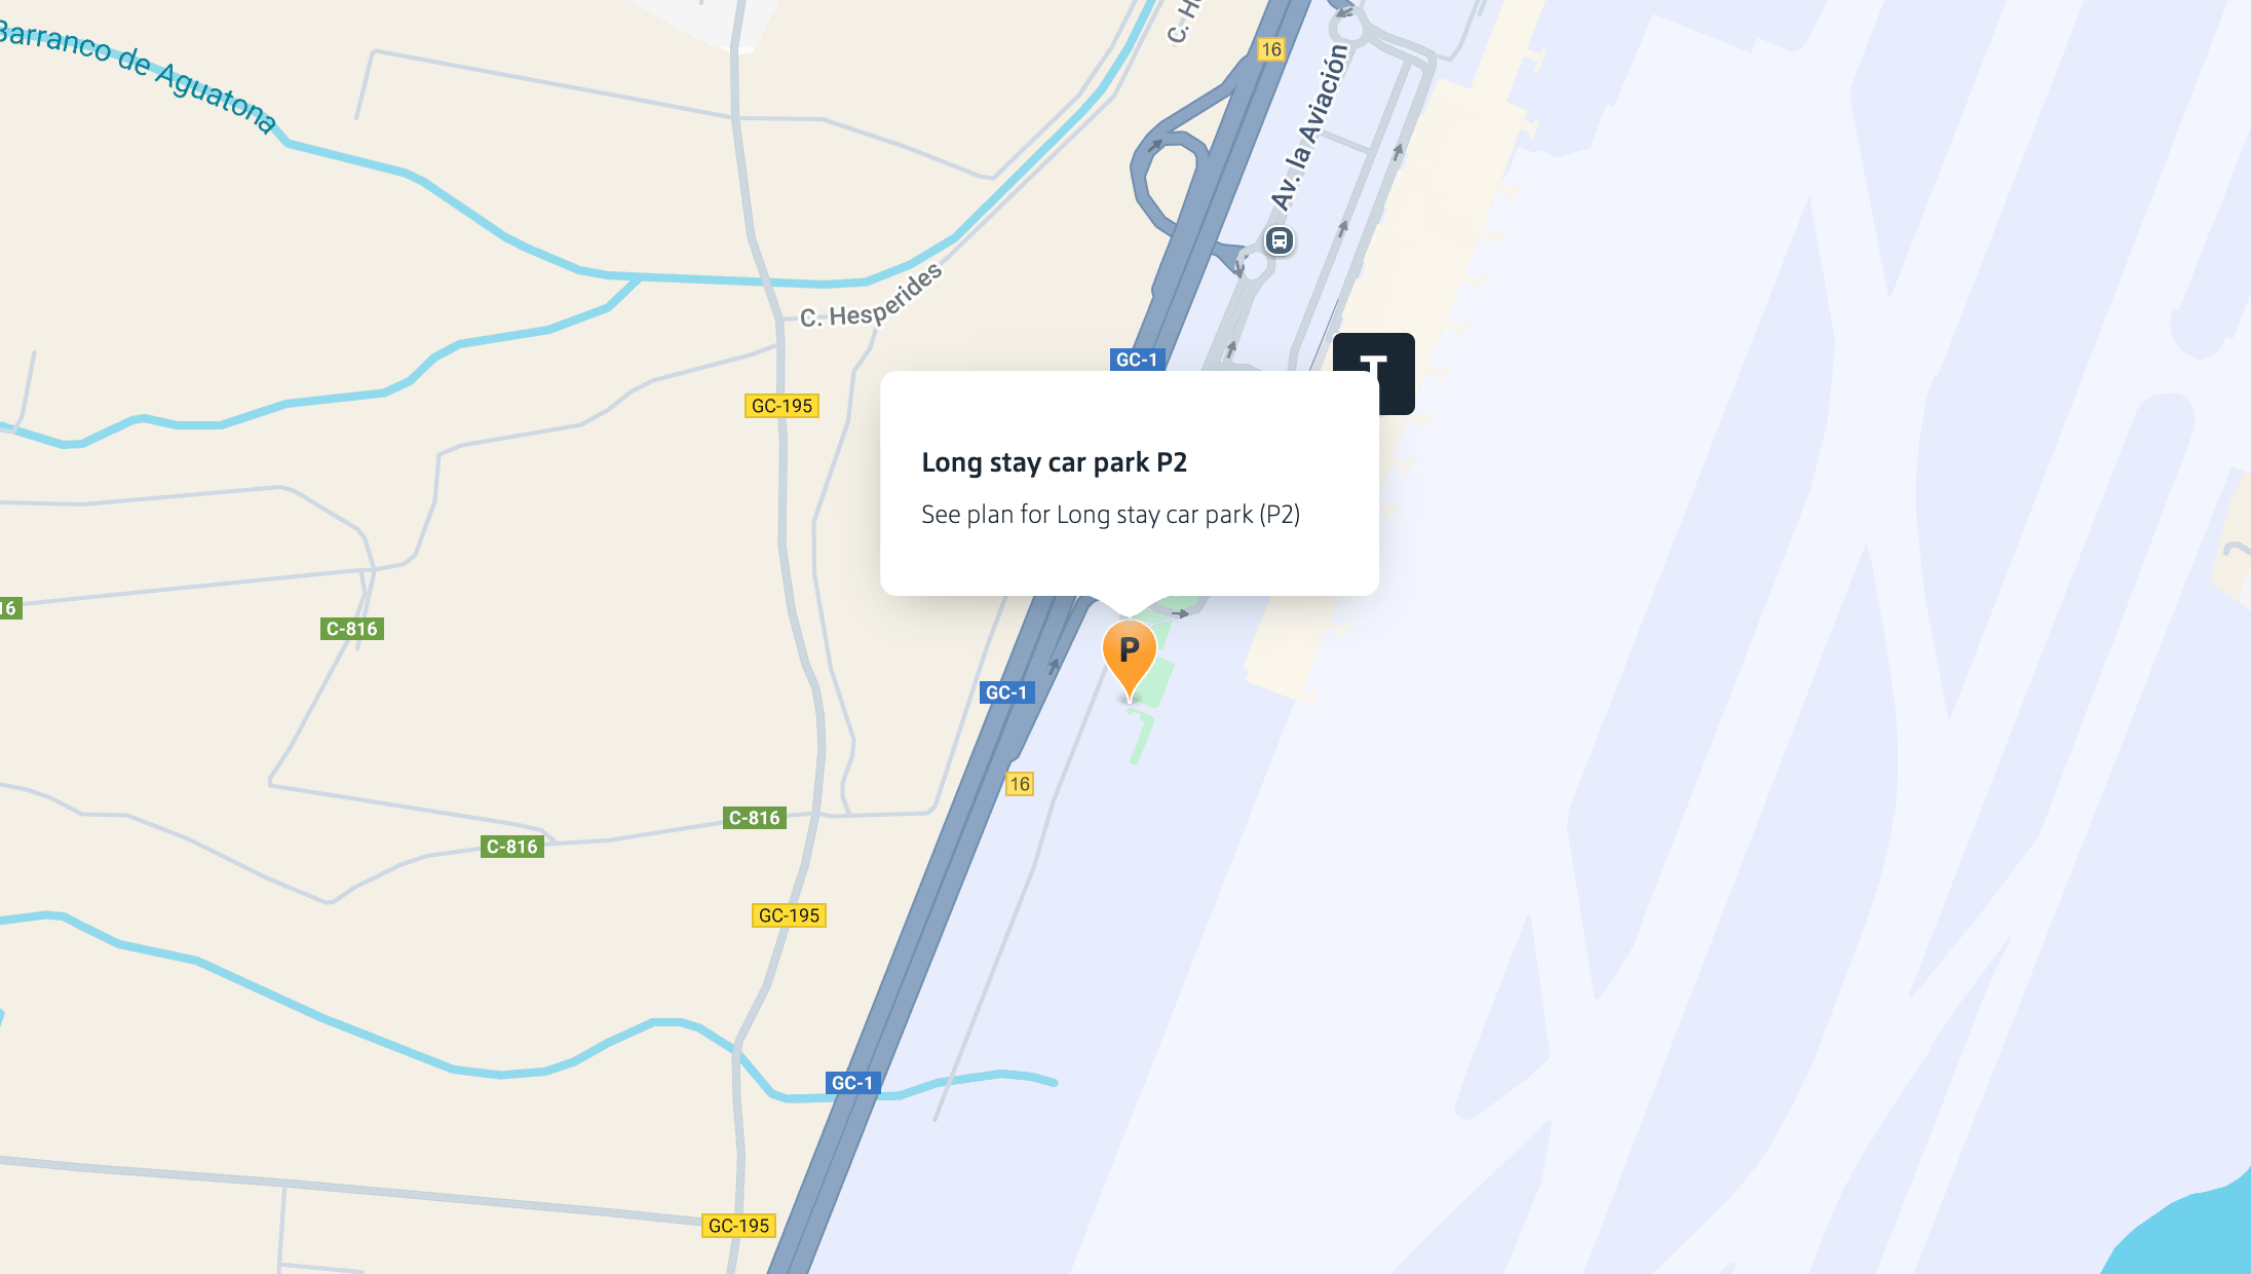 Barranco de Aguatona
16
Av. la Aviación
C. Hesperides
GC-1
GC-195
T
Long stay car park P2
See plan for Long stay car park (P2)
C-816
P
GC-1
16
C-816
C-816
GC-195
GC-1
GC-195